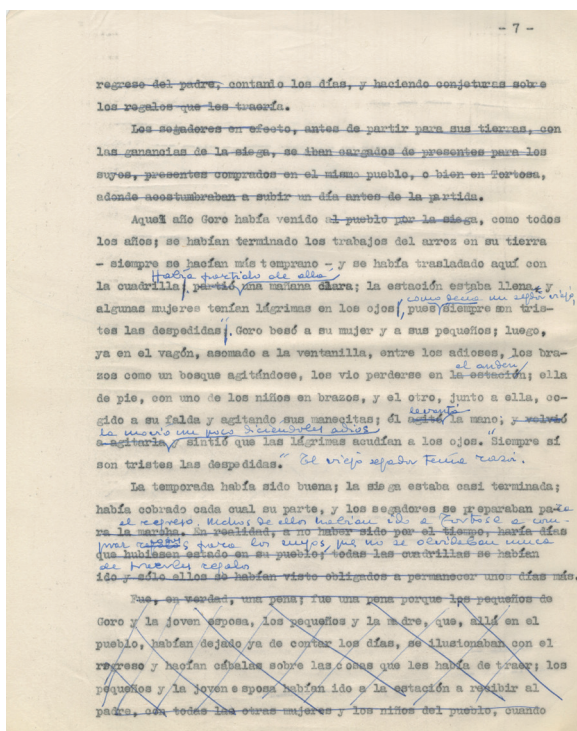 - 7 -
regreso del padre, contando los días, y haciendo conjeturas sobre
los regalos que les traería.
Los segadores en efecto, antes de partir para sus tierras, con
las ganancias de la siega, se iban cargados de presentes para los
suyos, presentes comprados en el mismo pueblo, o bien en Tortosa,
adonde acostumbraban a subir un día antes de la partida.
Aquel año Goro había venido al pueblo por la siega, como todos
los años; se habían terminado los trabajos del arroz en su tierra
- siempre se hacían más temprano - y se había trasladado aquí con
Había partido de allá
la cuadrilla; partió una mañana clara; la estación estaba llena y
como decía un segador viejo,
algunas mujeres tenían lágrimas en los ojos, pues "siempre son tris-
tes las despedidas". Goro besó a su mujer y a sus pequeños; luego,
ya en el vagón, asomado a la ventanilla, entre los adioses, los bra-
el andén
zos como un bosque agitándose, los vio perderse en la estación; ella
de pie, con uno de los niños en brazos, y el otro, junto a ella, co-
levantó
gido a su falda y agitando sus manecitas; él agitó la mano; y volvió
la movió un poco diciéndoles adiós
a agitarla, y sintió que las lágrimas acudían a los ojos. "Siempre sí
son tristes las despedidas." El viejo segador tenía razón.
La temporada había sido buena; la siega estaba casi terminada;
había cobrado cada cual su parte, y los segadores se preparaban para
el regreso. Muchos de ellos habían ido a Tortosa a com-
ra la marcha. En realidad, a no haber sido por el tiempo, haría días
prar para los suyos, que no se olvidaban nunca
que hubiesen estado en su pueblo; todas las cuadrillas se habían
de
ido y sólo ellos se habían visto obligados a permanecer unos días más.
Fue, en verdad, una pena; fue una pena porque los pequeños de
Goro y la joven esposa, los pequeños y la madre, que, allá en el
pueblo, habían dejado ya de contar los días, se ilusionaban con el
regreso y hacían cábalas sobre las cosas que les había de traer; los
pequeños y la joven esposa habían ido a la estación a recibir al
padre, con todas las otras mujeres y los niños del pueblo, cuando